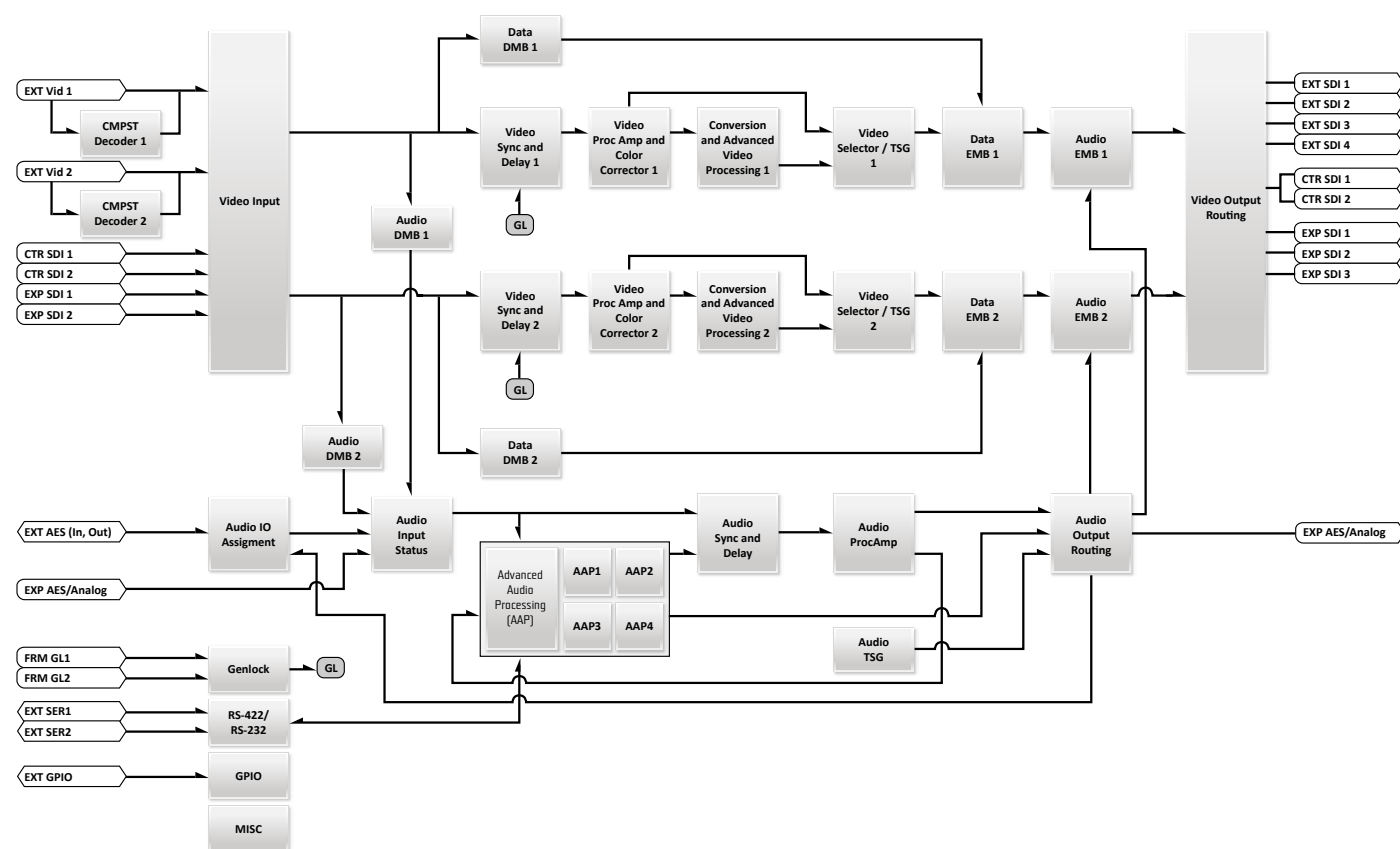 Data
DMB 1
EXT Vid 1
CMPST
Decoder 1
EXT Vid 2
CMPST
Decoder 2
CTR SDI 1
CTR SDI 2
EXP SDI 1
EXP SDI 2
Video Input
Audio
DMB 1
Video
Sync and
Delay 1
GL
Video
Proc Amp and
Color
Corrector 1
Conversion
and Advanced
Video
Processing 1
Video
Selector / TSG
1
Data
EMB 1
Audio
EMB 1
Video Output
Routing
EXT SDI 1
EXT SDI 2
EXT SDI 3
EXT SDI 4
CTR SDI 1
CTR SDI 2
EXP SDI 1
EXP SDI 2
EXP SDI 3
Video
Sync and
Delay 2
GL
Video
Proc Amp and
Color
Corrector 2
Conversion
and Advanced
Video
Processing 2
Video
Selector / TSG
2
Data
EMB 2
Audio
EMB 2
Audio
DMB 2
Data
DMB 2
EXT AES (In, Out)
EXP AES/Analog
Audio IO
Assigment
Audio
Input
Status
Advanced
Audio
Processing
(AAP)
AAP1
AAP2
AAP3
AAP4
Audio
Sync and
Delay
Audio
ProcAmp
Audio
Output
Routing
EXP AES/Analog
Audio
TSG
FRM GL1
FRM GL2
Genlock
GL
EXT SER1
EXT SER2
RS-422/
RS-232
EXT GPIO
GPIO
MISC